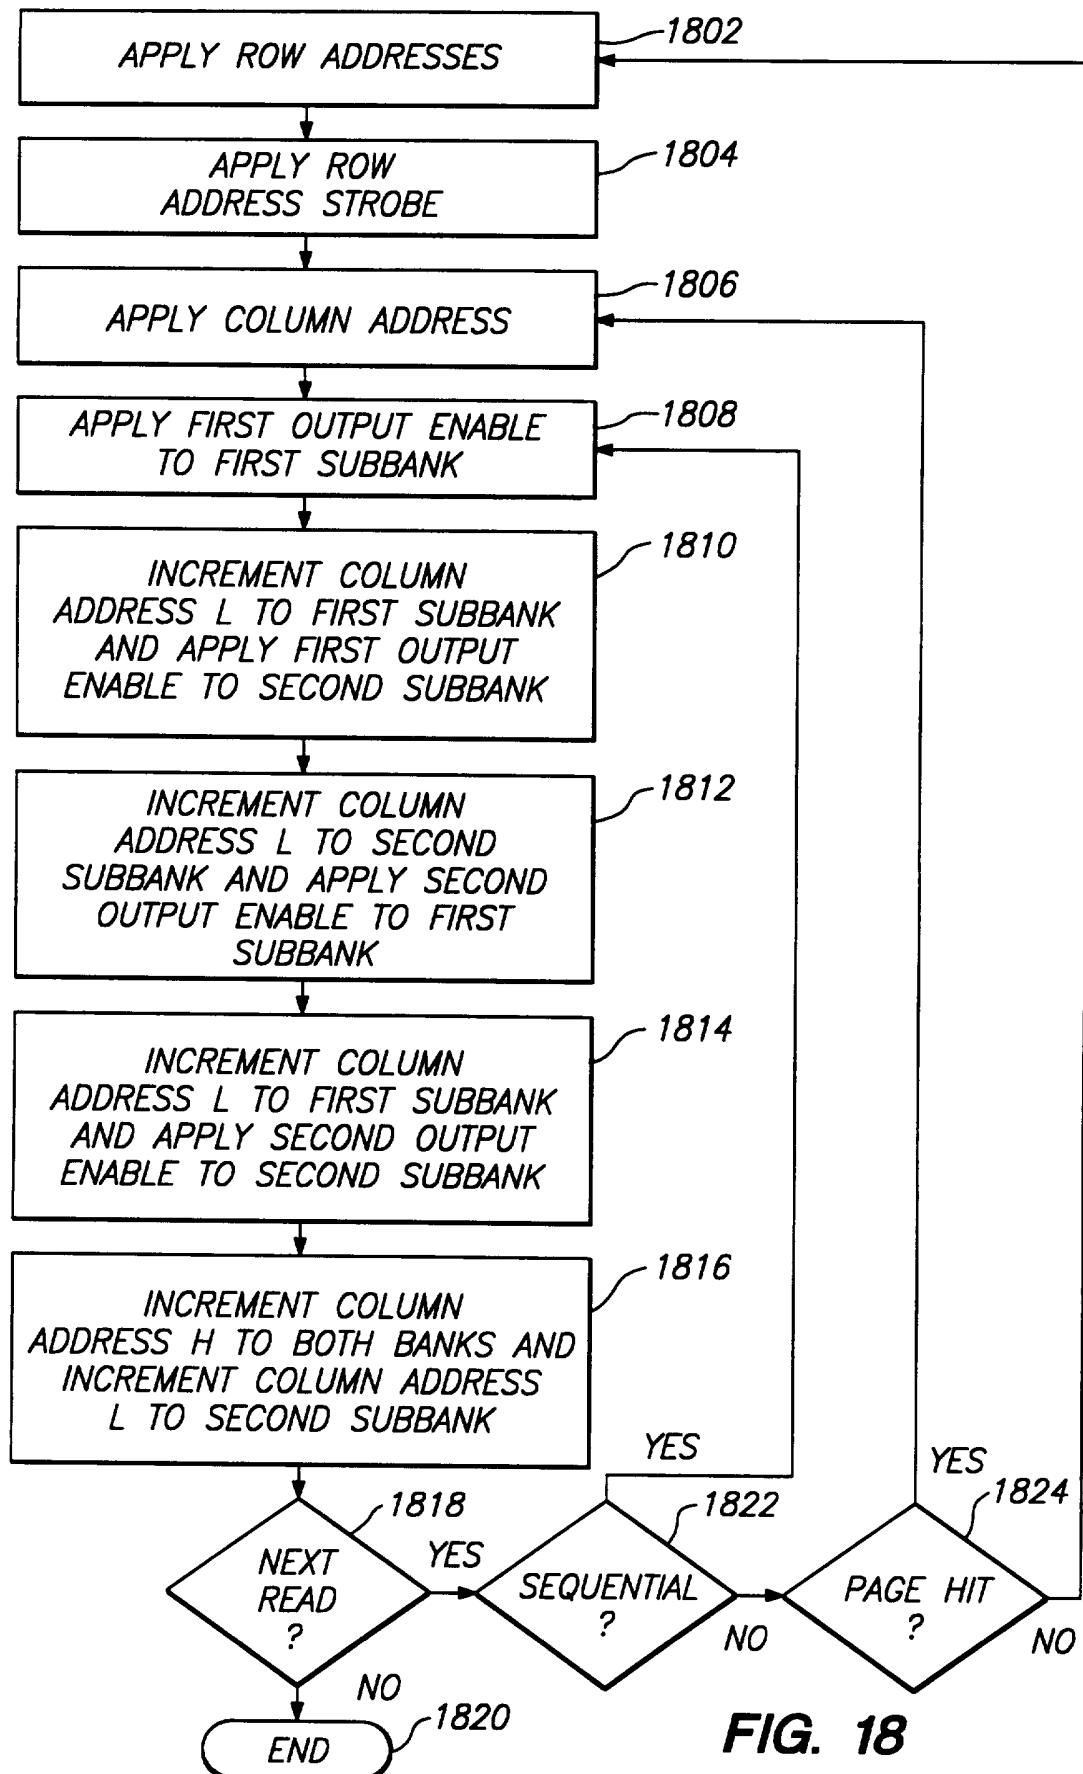 1802
APPLY ROW ADDRESSES
1804
APPLY ROW
ADDRESS STROBE
1806
APPLY COLUMN ADDRESS
1808
APPLY FIRST OUTPUT ENABLE
TO FIRST SUBBANK
1810
INCREMENT COLUMN
ADDRESS L TO FIRST SUBBANK
AND APPLY FIRST OUTPUT
ENABLE TO SECOND SUBBANK
1812
INCREMENT COLUMN
ADDRESS L TO SECOND
SUBBANK AND APPLY SECOND
OUTPUT ENABLE TO FIRST
SUBBANK
1814
INCREMENT COLUMN
ADDRESS L TO FIRST SUBBANK
AND APPLY SECOND OUTPUT
ENABLE TO SECOND SUBBANK
1816
INCREMENT COLUMN
ADDRESS H TO BOTH BANKS AND
INCREMENT COLUMN ADDRESS
L TO SECOND SUBBANK
1818
NEXT
READ
?
YES
NO
1820
END
1822
SEQUENTIAL
?
YES
NO
1824
PAGE HIT
?
YES
NO
FIG. 18